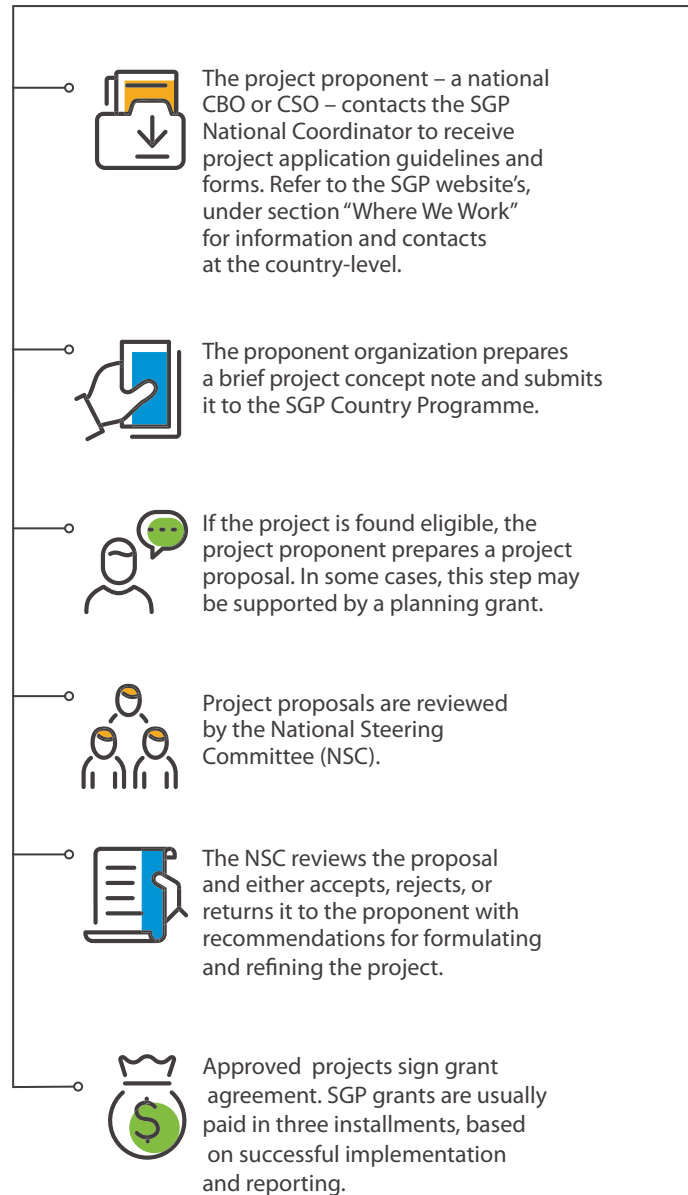 The project proponent – a national
CBO or CSO – contacts the SGP
National Coordinator to receive
project application guidelines and
forms. Refer to the SGP website's,
under section “Where We Work”
for information and contacts
at the country-level.
The proponent organization prepares
a brief project concept note and submits
it to the SGP Country Programme.
If the project is found eligible, the
project proponent prepares a project
proposal. In some cases, this step may
be supported by a planning grant.
Project proposals are reviewed
by the National Steering
Committee (NSC).
The NSC reviews the proposal
and either accepts, rejects, or
returns it to the proponent with
recommendations for formulating
and refining the project.
$
Approved projects sign grant
agreement. SGP grants are usually
paid in three installments, based
on successful implementation
and reporting.